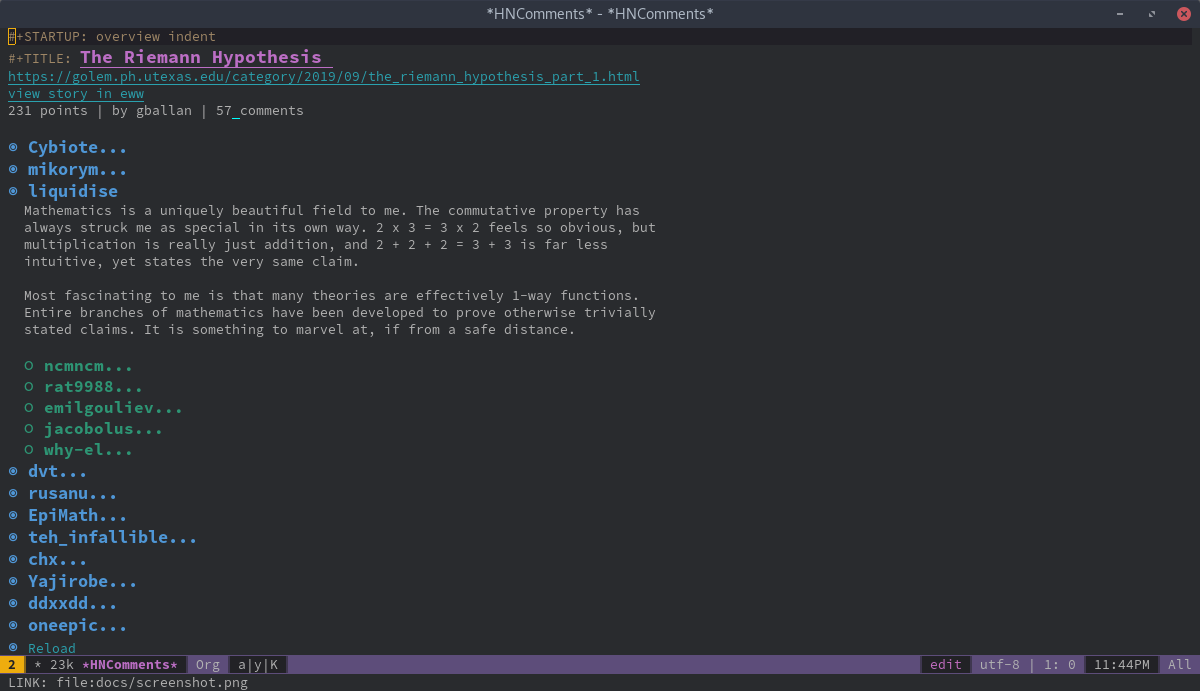 *HNComments* - *HNComments*
#+STARTUP: overview indent
#+TITLE: The Riemann Hypothesis
https://golem.ph.utexas.edu/category/2019/09/the_riemann_hypothesis_part_1.html
view story in eww
231 points | by gballan | 57_comments
Cybiote...
mikorym...
liquidise
Mathematics is a uniquely beautiful field to me. The commutative property has
always struck me as special in its own way. 2 x 3 = 3 x 2 feels so obvious, but
multiplication is really just addition, and 2 + 2 + 2 = 3 + 3 is far less
intuitive, yet states the very same claim.
Most fascinating to me is that many theories are effectively 1-way functions.
Entire branches of mathematics have been developed to prove otherwise trivially
stated claims. It is something to marvel at, if from a safe distance.
ncmncm...
rat9988...
emilgouliev...
jacobolus...
why-el...
dvt...
rusanu...
EpiMath...
teh_infallible...
chx...
Yajirobe...
ddxxdd...
oneepic...
Reload
2 * 23k *HNComments* Org a|y|K edit utf-8 | 1: 0 11:44PM All
LINK: file:docs/screenshot.png